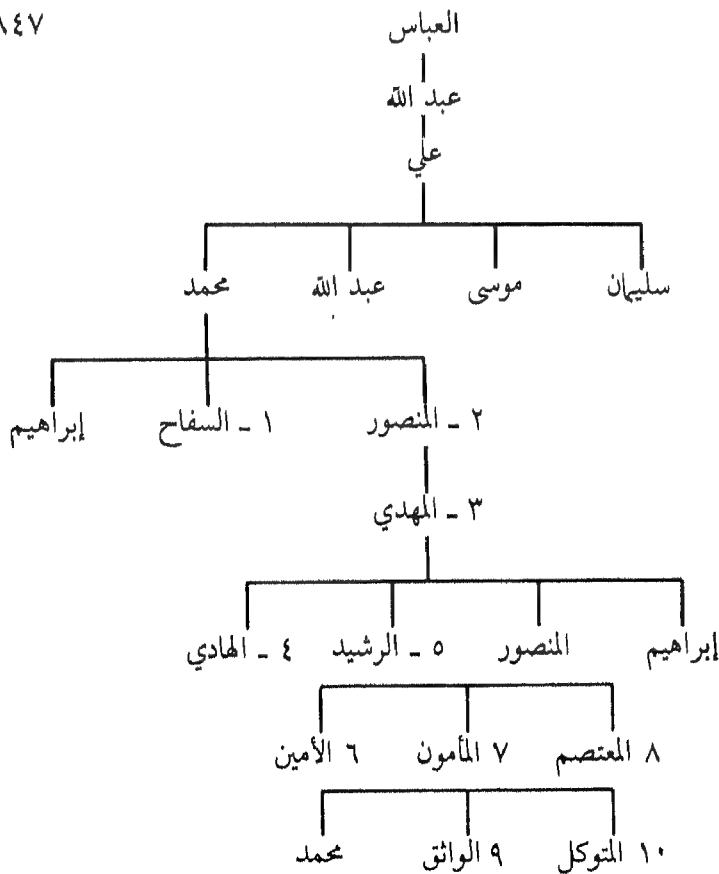 ٨٤٧
العباس
عبد الله
علي
سليمان موسى عبد الله محمد
٢ - المنصور ١ - السفاح إبراهيم
٣ - المهدي
إبراهيم المنصور ٥ - الرشيد ٤ - الهادي
٨ المعتصم ٧ المأمون ٦ الأمين
١٠ المتوكل ٩ الواثق محمد